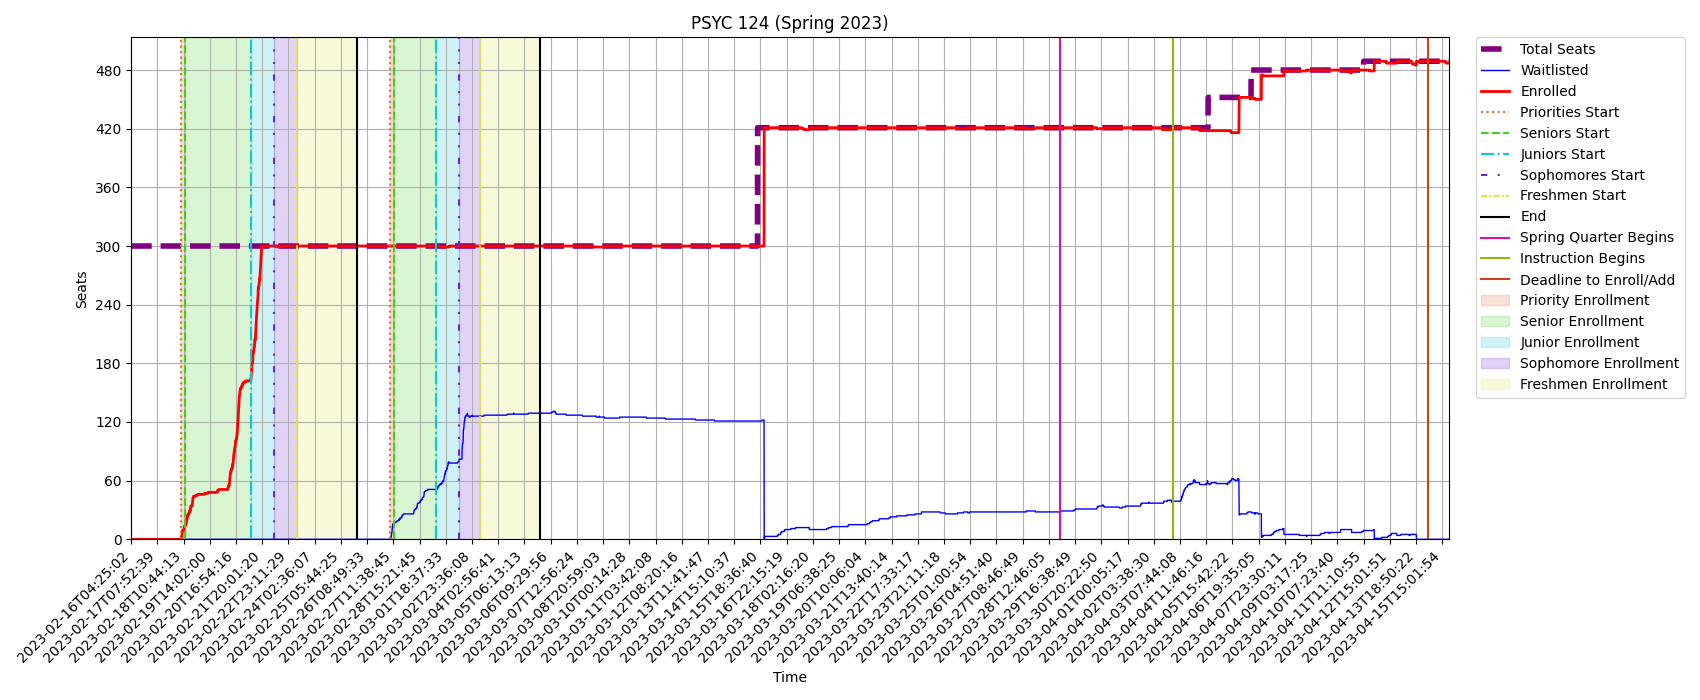 PSYC 124 (Spring 2023)
Seats
480
420
360
300
240
180
120
60
0
2023-02-16T04:25:02
2023-02-17T07:52:39
2023-02-18T10:44:13
2023-02-19T14:02:00
2023-02-20T16:54:16
2023-02-21T20:01:20
2023-02-22T23:11:29
2023-02-24T02:36:07
2023-02-25T05:44:25
2023-02-26T08:49:33
2023-02-27T11:38:45
2023-02-28T15:21:45
2023-03-01T18:37:33
2023-03-02T23:36:08
2023-03-04T02:56:41
2023-03-05T06:13:13
2023-03-06T09:29:56
2023-03-07T12:56:24
2023-03-08T20:59:03
2023-03-10T00:14:28
2023-03-11T03:42:08
2023-03-12T08:20:16
2023-03-13T11:41:47
2023-03-14T15:10:37
2023-03-15T18:36:40
2023-03-16T22:15:19
2023-03-18T02:16:20
2023-03-19T06:38:25
2023-03-20T10:06:04
2023-03-21T13:40:14
2023-03-22T17:33:17
2023-03-23T21:11:18
2023-03-25T01:00:54
2023-03-26T04:51:40
2023-03-27T08:46:49
2023-03-28T12:46:05
2023-03-29T16:38:49
2023-03-30T20:22:50
2023-04-01T00:05:17
2023-04-02T03:38:30
2023-04-03T07:44:08
2023-04-04T11:46:16
2023-04-05T15:42:22
2023-04-06T19:35:05
2023-04-07T23:30:11
2023-04-09T03:17:25
2023-04-10T07:23:40
2023-04-11T11:10:55
2023-04-12T15:01:51
2023-04-13T18:50:22
2023-04-15T15:01:54
Time
Total Seats
Waitlisted
Enrolled
Priorities Start
Seniors Start
Juniors Start
Sophomores Start
Freshmen Start
End
Spring Quarter Begins
Instruction Begins
Deadline to Enroll/Add
Priority Enrollment
Senior Enrollment
Junior Enrollment
Sophomore Enrollment
Freshmen Enrollment